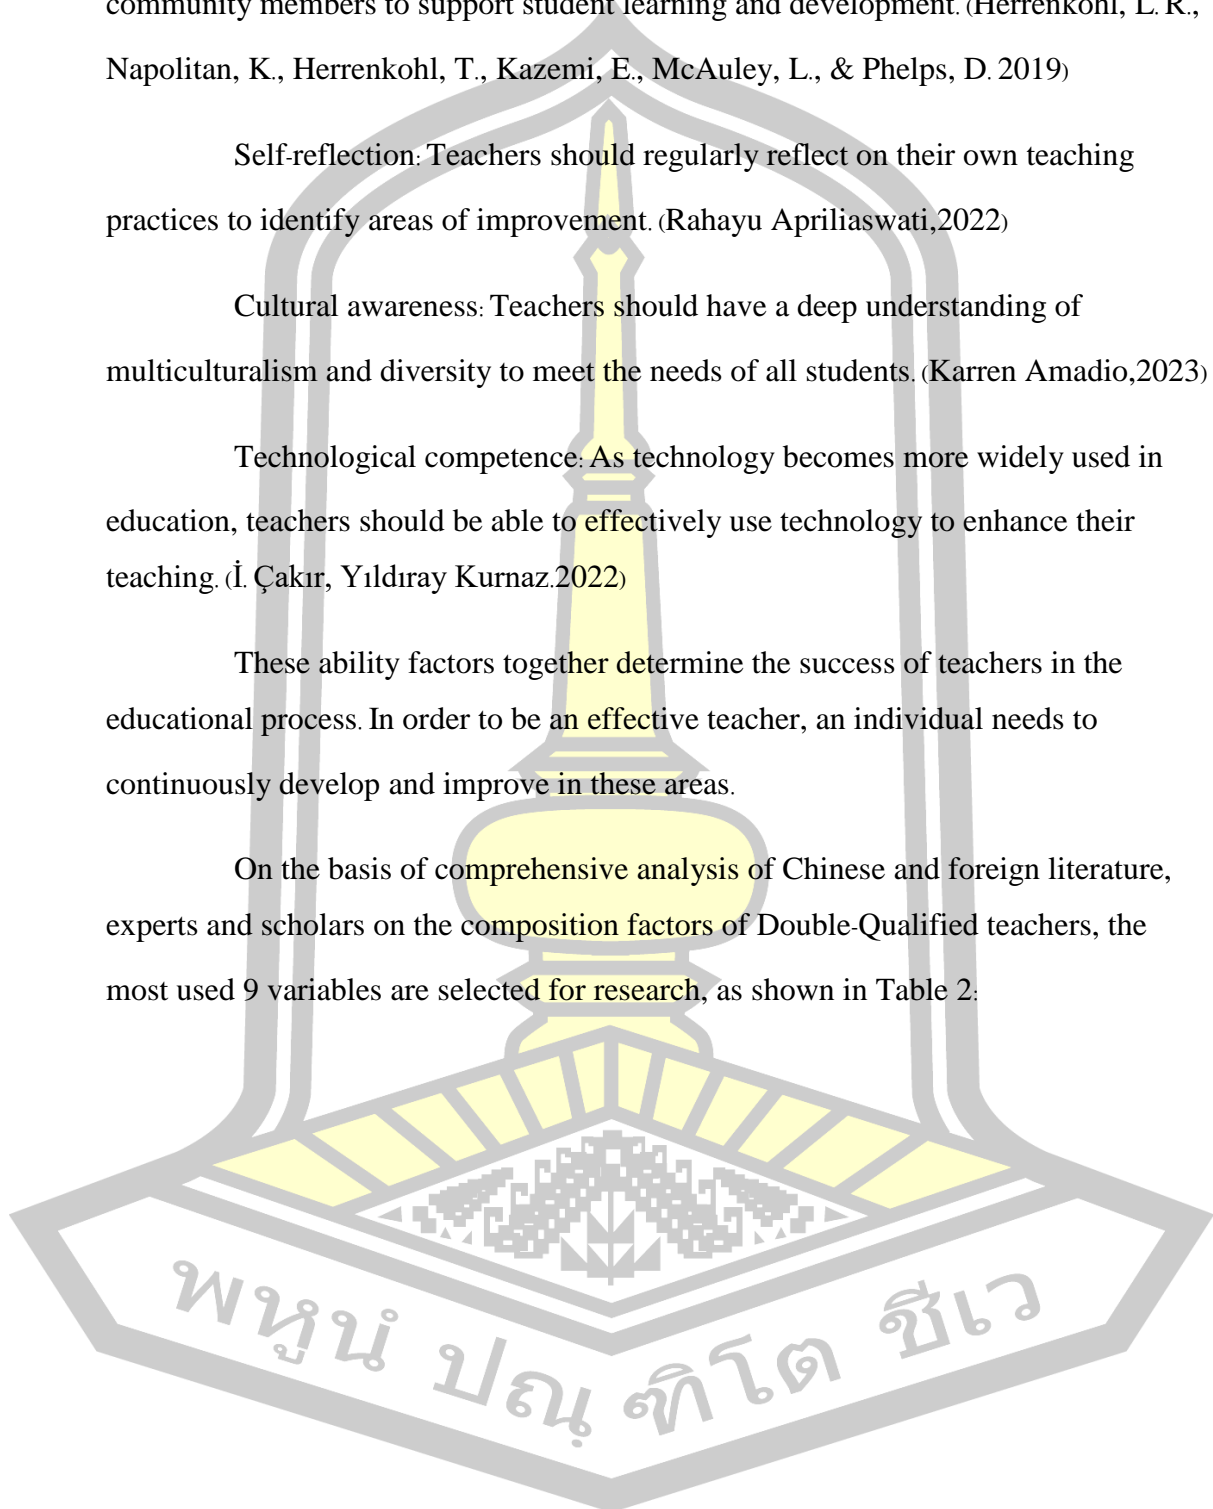 community members to support student learning and development. (Herrenkohl, L. R.,
Napolitan, K., Herrenkohl, T., Kazemi, E., McAuley, L., & Phelps, D. 2019)
Self-reflection: Teachers should regularly reflect on their own teaching
practices to identify areas of improvement. (Rahayu Apriliaswati,2022)
Cultural awareness: Teachers should have a deep understanding of
multiculturalism and diversity to meet the needs of all students. (Karren Amadio,2023)
Technological competence: As technology becomes more widely used in
education, teachers should be able to effectively use technology to enhance their
teaching. (İ. Çakır, Yıldıray Kurnaz.2022)
These ability factors together determine the success of teachers in the
educational process. In order to be an effective teacher, an individual needs to
continuously develop and improve in these areas.
On the basis of comprehensive analysis of Chinese and foreign literature,
experts and scholars on the composition factors of Double-Qualified teachers, the
most used 9 variables are selected for research, as shown in Table 2:
พหูนํ ปณฺฑิโต ชีเว